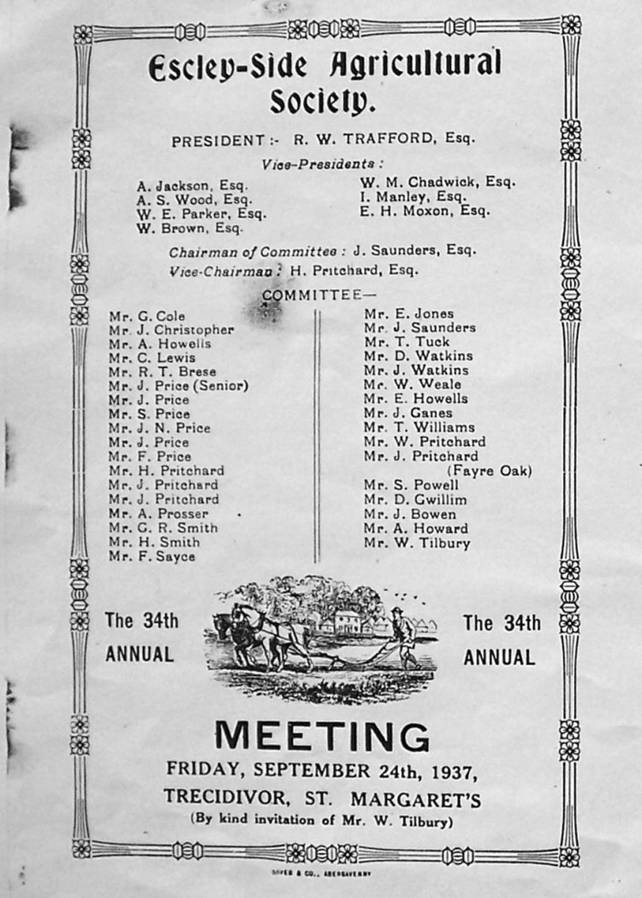 Escley-Side Agricultural
Society.
PRESIDENT :- R. W. TRAFFORD, Esq.
Vice-Presidents :
A. Jackson, Esq.
A. S. Wood, Esq.
W. E. Parker, Esq.
W. Brown, Esq.
W. M. Chadwick, Esq.
I. Manley, Esq.
E. H. Moxon, Esq.
Chairman of Committee : J. Saunders, Esq.
Vice-Chairman : H. Pritchard, Esq.
COMMITTEE—
Mr. G. Cole
Mr. J. Christopher
Mr. A. Howells
Mr. C. Lewis
Mr. R. T. Brese
Mr. J. Price (Senior)
Mr. J. Price
Mr. S. Price
Mr. J. N. Price
Mr. J. Price
Mr. F. Price
Mr. H. Pritchard
Mr. J. Pritchard
Mr. J. Pritchard
Mr. A. Prosser
Mr. G. R. Smith
Mr. H. Smith
Mr. F. Sayce
Mr. E. Jones
Mr. J. Saunders
Mr. T. Tuck
Mr. D. Watkins
Mr. J. Watkins
Mr. W. Weale
Mr. E. Howells
Mr. J. Ganes
Mr. T. Williams
Mr. W. Pritchard
Mr. J. Pritchard
(Fayre Oak)
Mr. S. Powell
Mr. D. Gwillim
Mr. J. Bowen
Mr. A. Howard
Mr. W. Tilbury
The 34th
ANNUAL
The 34th
ANNUAL
MEETING
FRIDAY, SEPTEMBER 24th, 1937,
TRECIDIVOR, ST. MARGARET'S
(By kind invitation of Mr. W. Tilbury)
& CO., ABERGAVENNY